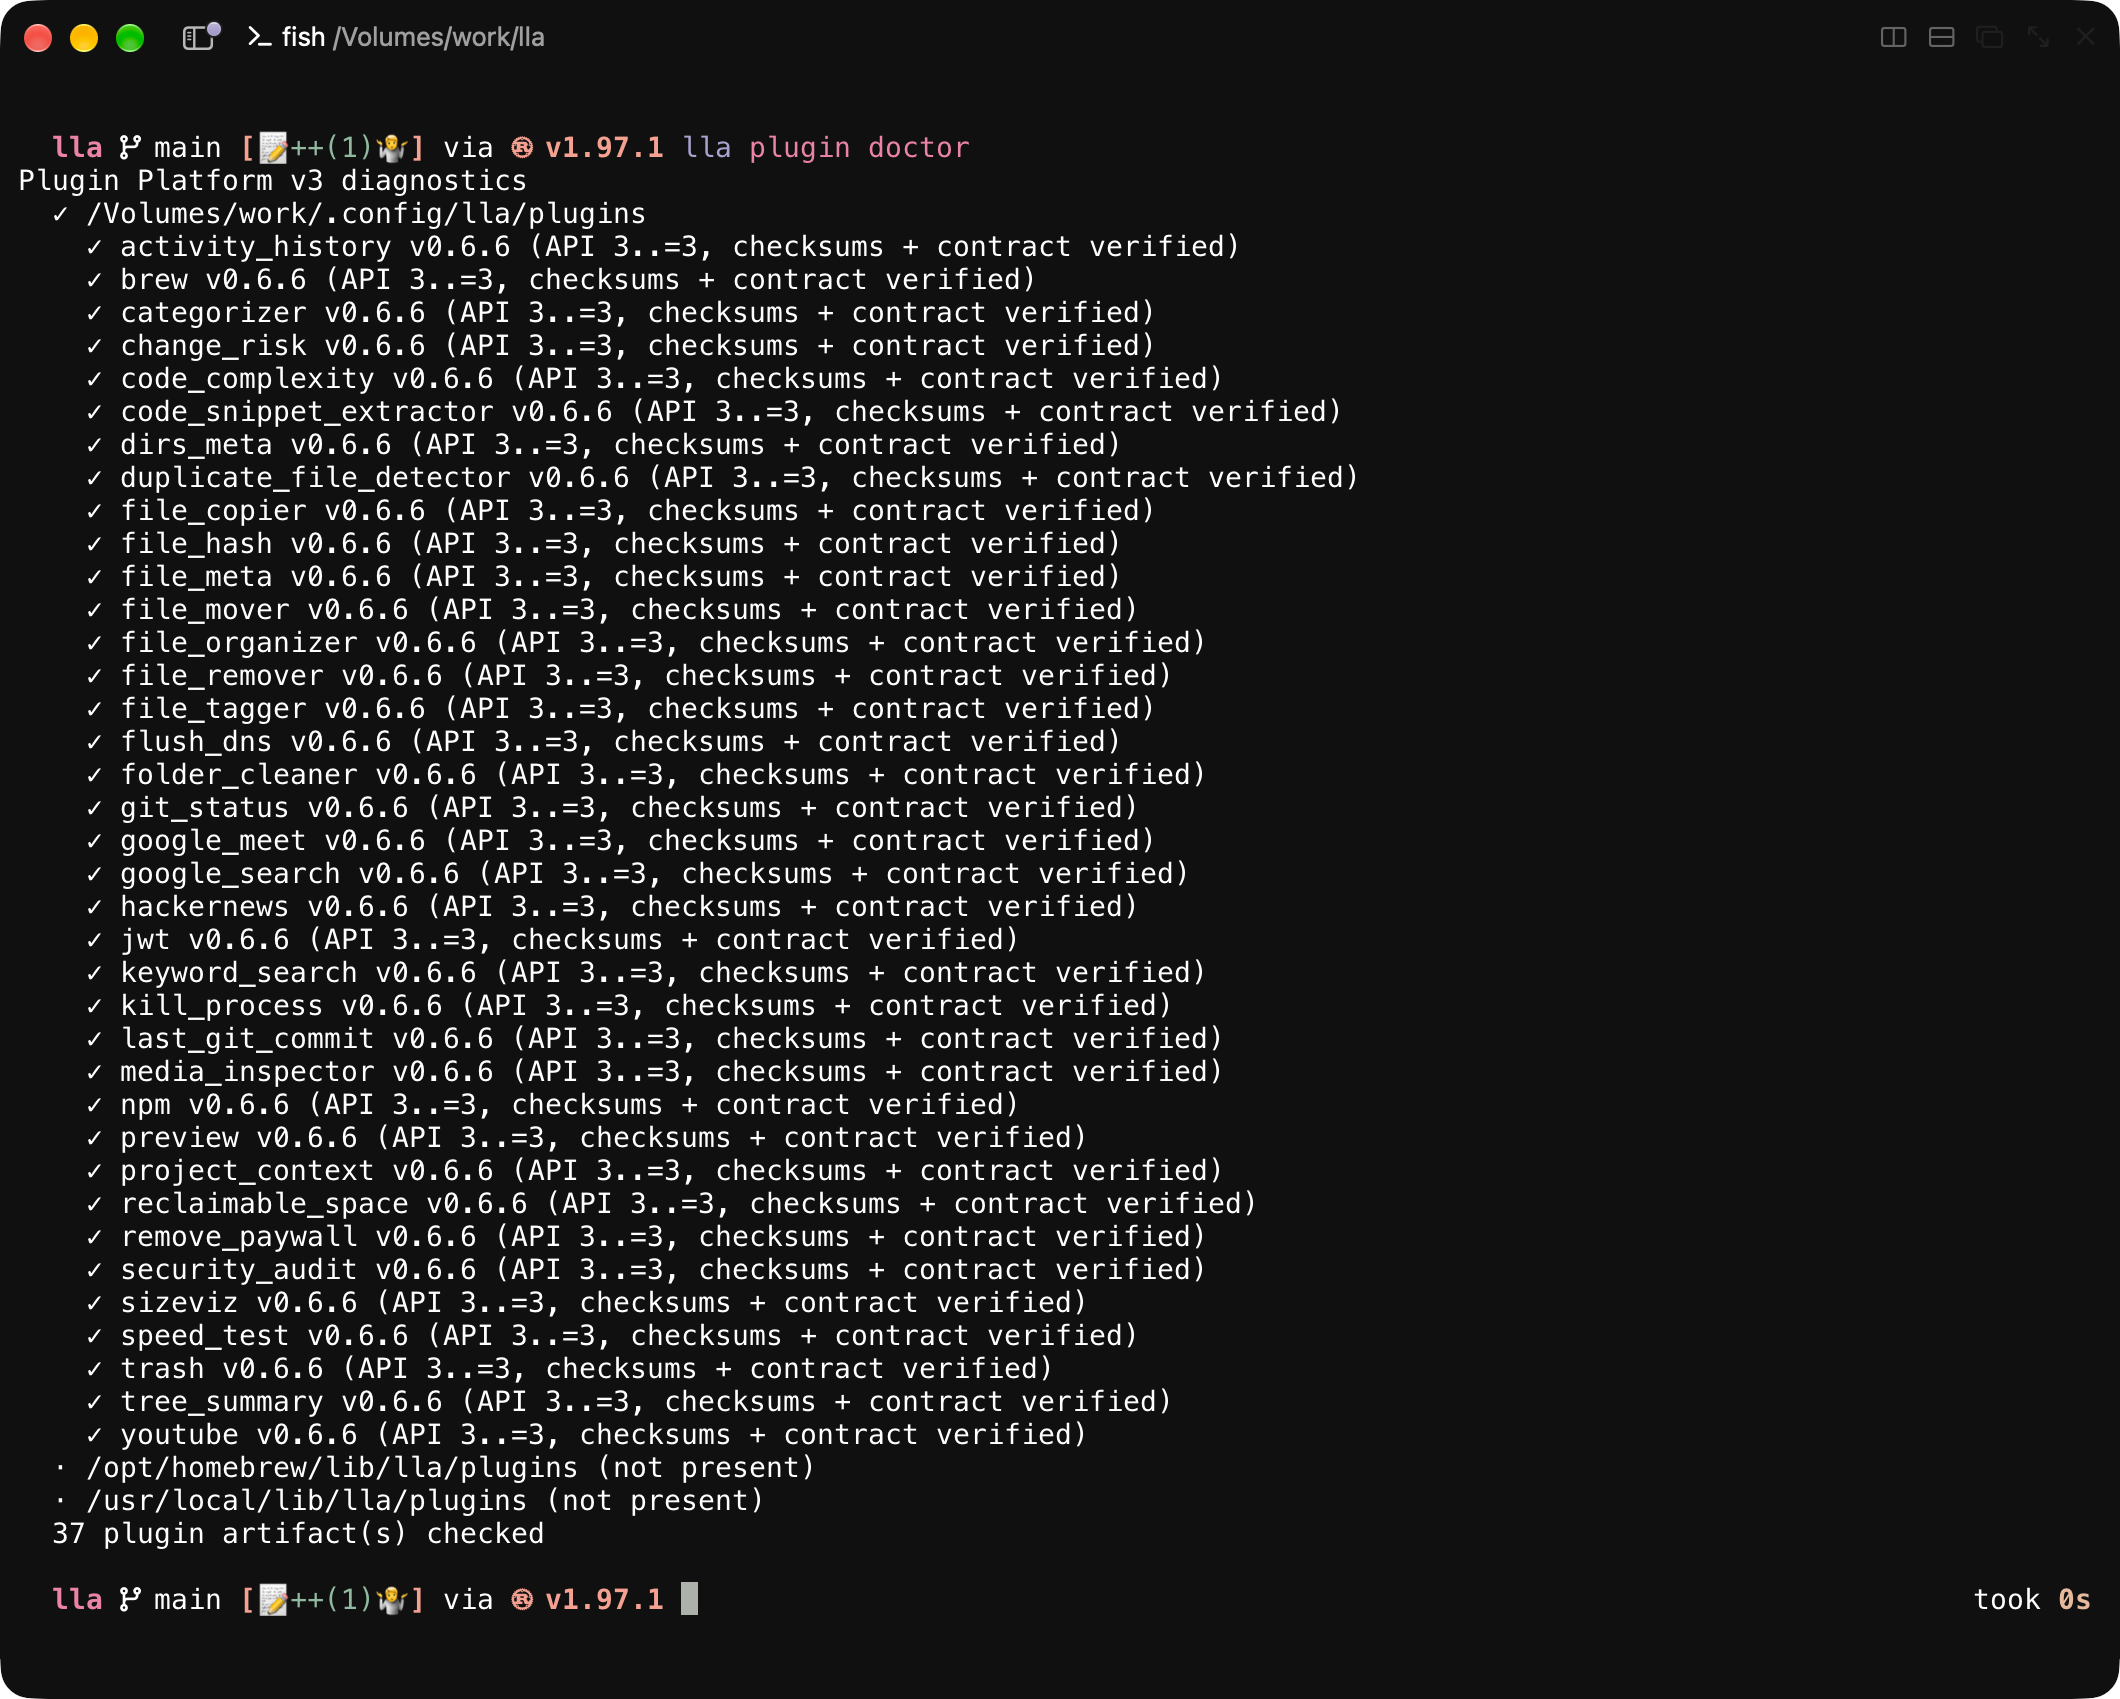 fish /Volumes/work/lla
lla main [📝++(1)🤷] via v1.97.1 lla plugin doctor
Plugin Platform v3 diagnostics
✓ /Volumes/work/.config/lla/plugins
✓ activity_history v0.6.6 (API 3..=3, checksums + contract verified)
✓ brew v0.6.6 (API 3..=3, checksums + contract verified)
✓ categorizer v0.6.6 (API 3..=3, checksums + contract verified)
✓ change_risk v0.6.6 (API 3..=3, checksums + contract verified)
✓ code_complexity v0.6.6 (API 3..=3, checksums + contract verified)
✓ code_snippet_extractor v0.6.6 (API 3..=3, checksums + contract verified)
✓ dirs_meta v0.6.6 (API 3..=3, checksums + contract verified)
✓ duplicate_file_detector v0.6.6 (API 3..=3, checksums + contract verified)
✓ file_copier v0.6.6 (API 3..=3, checksums + contract verified)
✓ file_hash v0.6.6 (API 3..=3, checksums + contract verified)
✓ file_meta v0.6.6 (API 3..=3, checksums + contract verified)
✓ file_mover v0.6.6 (API 3..=3, checksums + contract verified)
✓ file_organizer v0.6.6 (API 3..=3, checksums + contract verified)
✓ file_remover v0.6.6 (API 3..=3, checksums + contract verified)
✓ file_tagger v0.6.6 (API 3..=3, checksums + contract verified)
✓ flush_dns v0.6.6 (API 3..=3, checksums + contract verified)
✓ folder_cleaner v0.6.6 (API 3..=3, checksums + contract verified)
✓ git_status v0.6.6 (API 3..=3, checksums + contract verified)
✓ google_meet v0.6.6 (API 3..=3, checksums + contract verified)
✓ google_search v0.6.6 (API 3..=3, checksums + contract verified)
✓ hackernews v0.6.6 (API 3..=3, checksums + contract verified)
✓ jwt v0.6.6 (API 3..=3, checksums + contract verified)
✓ keyword_search v0.6.6 (API 3..=3, checksums + contract verified)
✓ kill_process v0.6.6 (API 3..=3, checksums + contract verified)
✓ last_git_commit v0.6.6 (API 3..=3, checksums + contract verified)
✓ media_inspector v0.6.6 (API 3..=3, checksums + contract verified)
✓ npm v0.6.6 (API 3..=3, checksums + contract verified)
✓ preview v0.6.6 (API 3..=3, checksums + contract verified)
✓ project_context v0.6.6 (API 3..=3, checksums + contract verified)
✓ reclaimable_space v0.6.6 (API 3..=3, checksums + contract verified)
✓ remove_paywall v0.6.6 (API 3..=3, checksums + contract verified)
✓ security_audit v0.6.6 (API 3..=3, checksums + contract verified)
✓ sizeviz v0.6.6 (API 3..=3, checksums + contract verified)
✓ speed_test v0.6.6 (API 3..=3, checksums + contract verified)
✓ trash v0.6.6 (API 3..=3, checksums + contract verified)
✓ tree_summary v0.6.6 (API 3..=3, checksums + contract verified)
✓ youtube v0.6.6 (API 3..=3, checksums + contract verified)
· /opt/homebrew/lib/lla/plugins (not present)
· /usr/local/lib/lla/plugins (not present)
37 plugin artifact(s) checked
lla main [📝++(1)🤷] via v1.97.1 took 0s